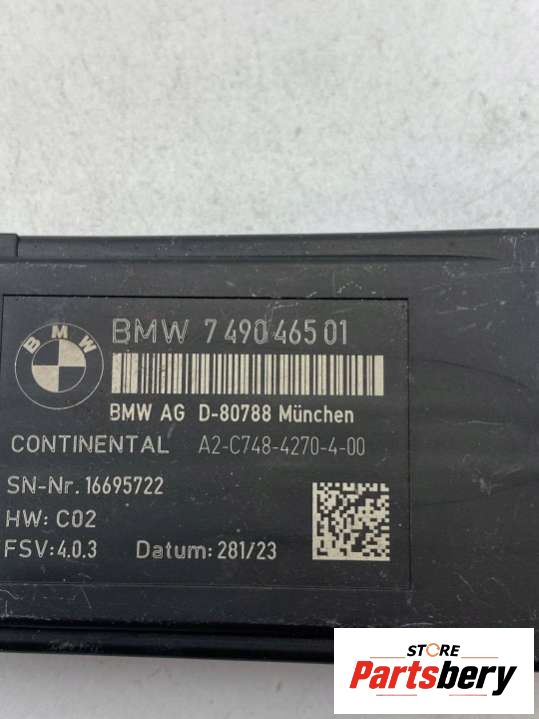 BMW
BMW 7 490 465 01
BMW AG D-80788 München
CONTINENTAL A2-C748-4270-4-00
SN-Nr. 16695722
HW: C02
FSV: 4.0.3 Datum: 281/23
STORE
Partsbery